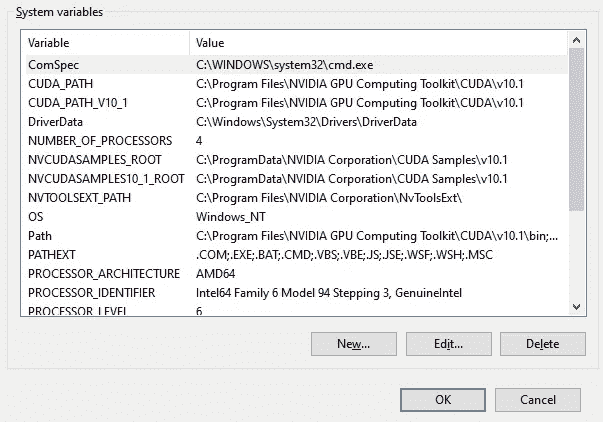 System variables
Variable Value
ComSpec C:\WINDOWS\system32\cmd.exe
CUDA_PATH C:\Program Files\NVIDIA GPU Computing Toolkit\CUDA\v10.1
CUDA_PATH_V10_1 C:\Program Files\NVIDIA GPU Computing Toolkit\CUDA\v10.1
DriverData C:\Windows\System32\Drivers\DriverData
NUMBER_OF_PROCESSORS 4
NVCUDASAMPLES_ROOT C:\ProgramData\NVIDIA Corporation\CUDA Samples\v10.1
NVCUDASAMPLES10_1_ROOT C:\ProgramData\NVIDIA Corporation\CUDA Samples\v10.1
NVTOOLSEXT_PATH C:\Program Files\NVIDIA Corporation\NvToolsExt\
OS Windows_NT
Path C:\Program Files\NVIDIA GPU Computing Toolkit\CUDA\v10.1\bin;...
PATHEXT .COM;.EXE;.BAT;.CMD;.VBS;.VBE;.JS;.JSE;.WSF;.WSH;.MSC
PROCESSOR_ARCHITECTURE AMD64
PROCESSOR_IDENTIFIER Intel64 Family 6 Model 94 Stepping 3, GenuineIntel
PROCESSOR_LEVEL 6
New... Edit... Delete
OK Cancel